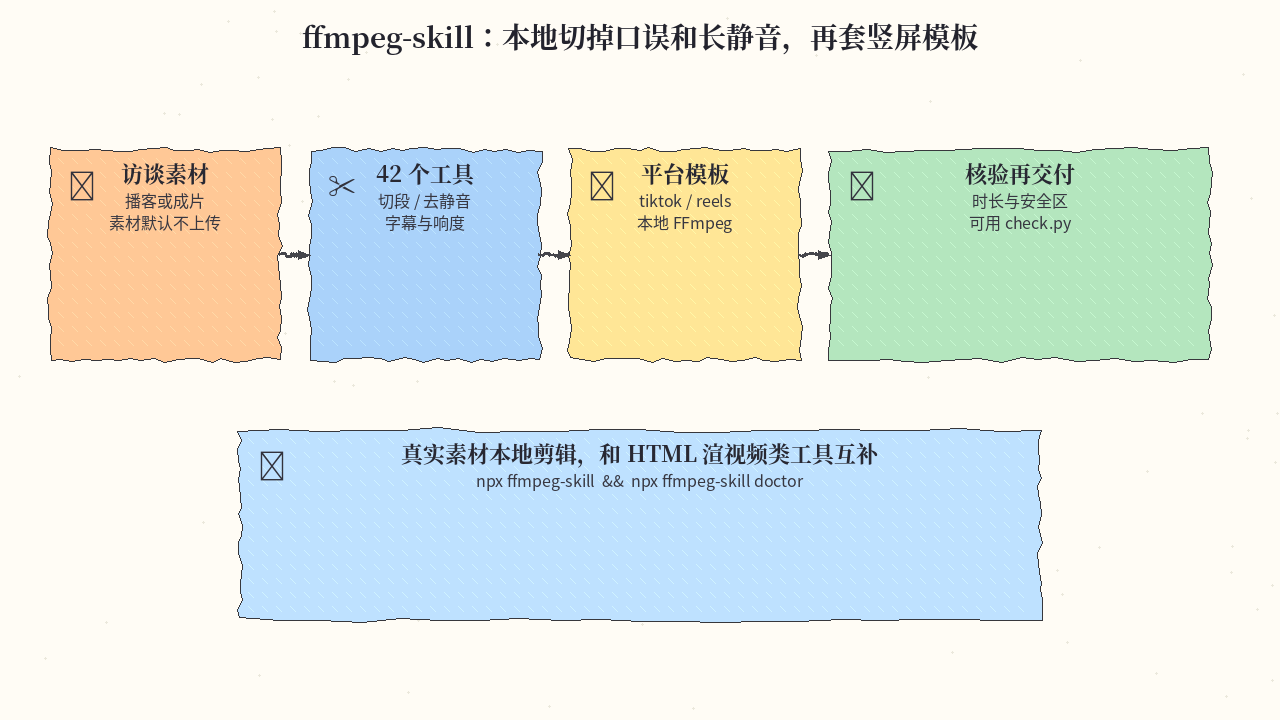 ffmpeg-skill：本地切掉口误和长静音，再套竖屏模板
访谈素材
播客或成片
素材默认不上传
42 个工具
切段 / 去静音
字幕与响度
平台模板
tiktok / reels
本地 FFmpeg
核验再交付
时长与安全区
可用 check.py
真实素材本地剪辑，和 HTML 渲视频类工具互补
npx ffmpeg-skill && npx ffmpeg-skill doctor